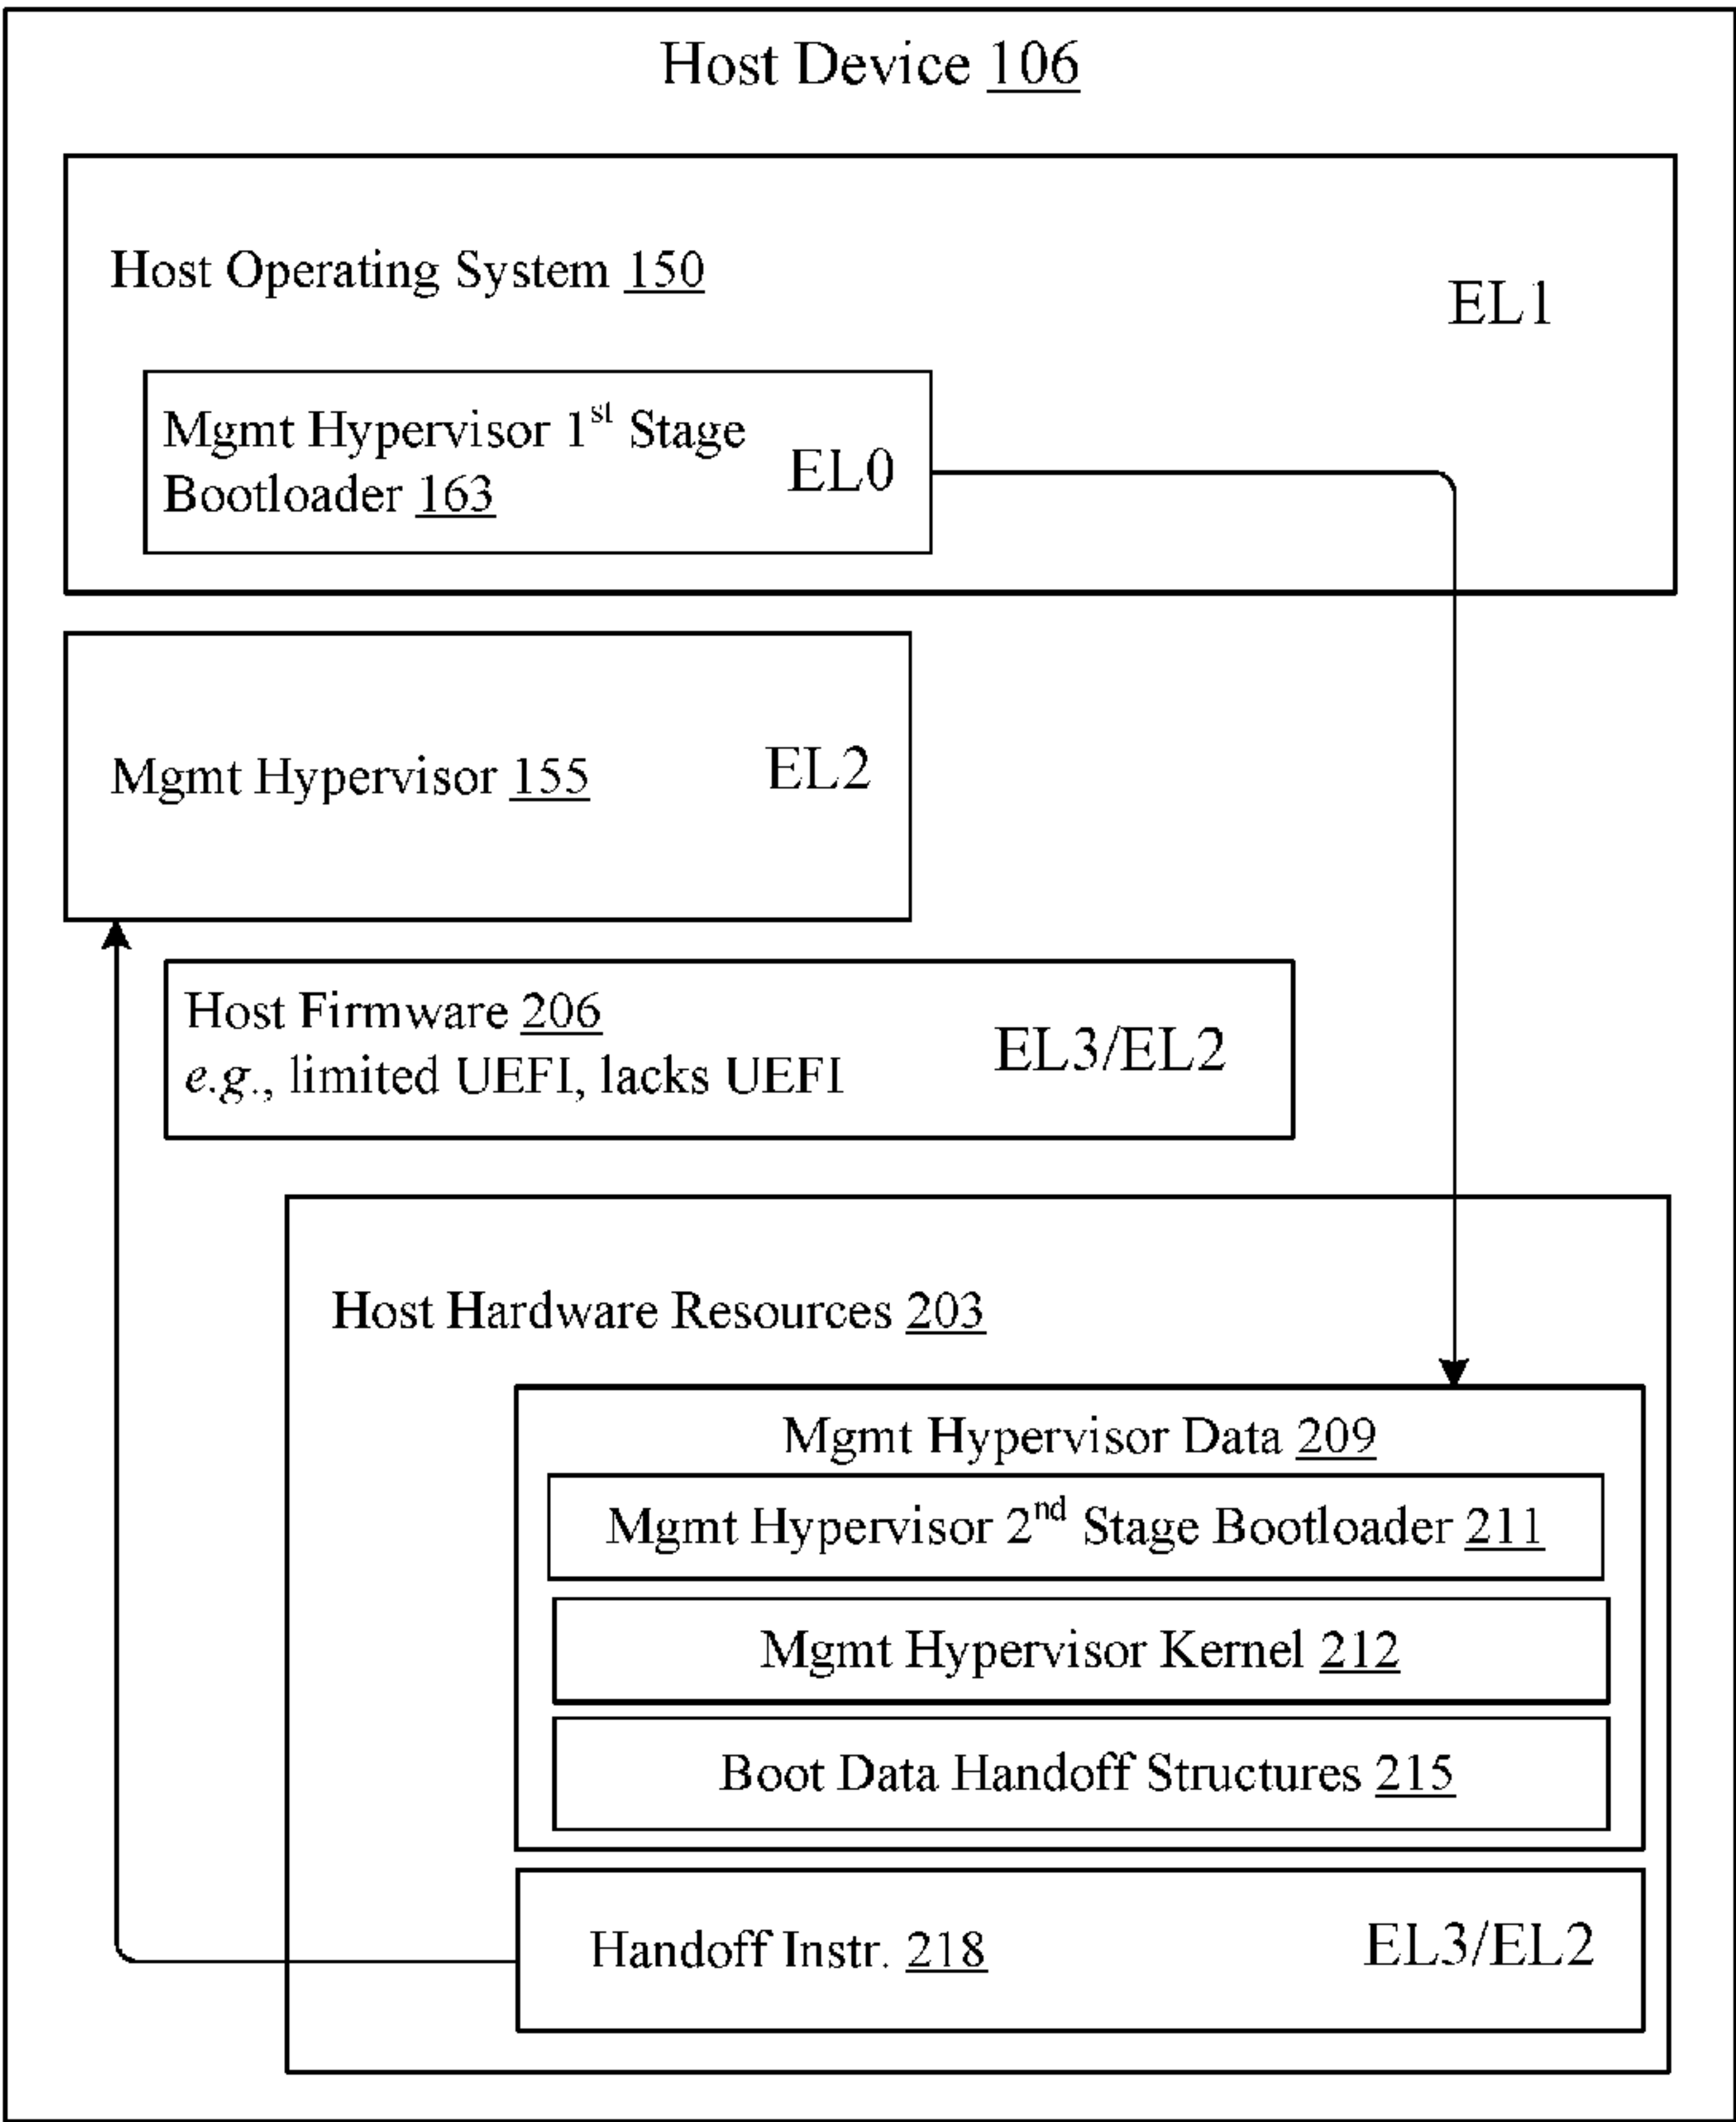 Host Device 106
Host Operating System 150
EL1
Mgmt Hypervisor 1st Stage
Bootloader 163
EL0
Mgmt Hypervisor 155
EL2
Host Firmware 206
e.g., limited UEFI, lacks UEFI
EL3/EL2
Host Hardware Resources 203
Mgmt Hypervisor Data 209
Mgmt Hypervisor 2nd Stage Bootloader 211
Mgmt Hypervisor Kernel 212
Boot Data Handoff Structures 215
Handoff Instr. 218
EL3/EL2